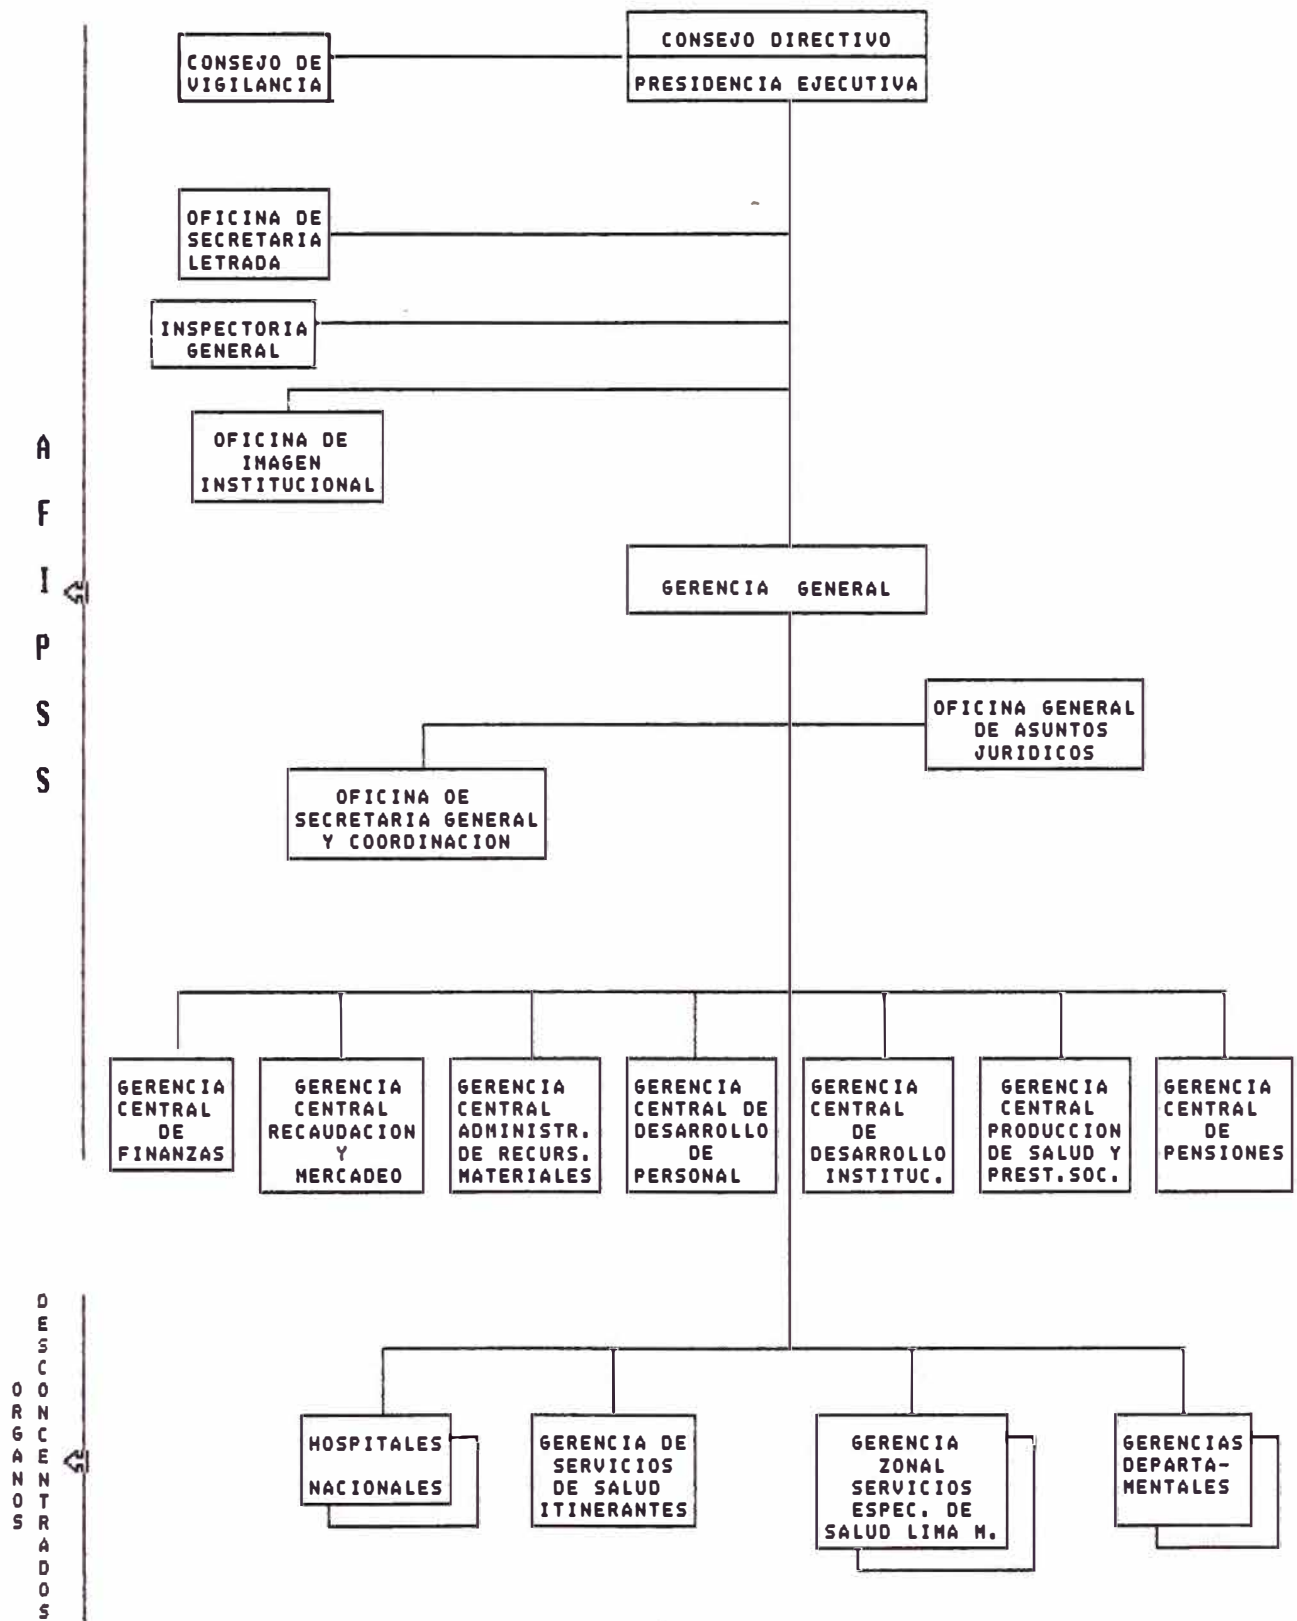 CONSEJO DIRECTIVO
PRESIDENCIA EJECUTIVA
CONSEJO DE
VIGILANCIA
OFICINA DE
SECRETARIA
LETRADA
INSPECTORIA
GENERAL
OFICINA DE
IMAGEN
INSTITUCIONAL
A
F
I
P
S
S
GERENCIA GENERAL
OFICINA GENERAL
DE ASUNTOS
JURIDICOS
OFICINA DE
SECRETARIA GENERAL
Y COORDINACION
GERENCIA
CENTRAL
DE
FINANZAS
GERENCIA
CENTRAL
RECAUDACION
Y
MERCADEO
GERENCIA
CENTRAL
ADMINISTR.
DE RECURS.
MATERIALES
GERENCIA
CENTRAL DE
DESARROLLO
DE
PERSONAL
GERENCIA
CENTRAL
DE
DESARROLLO
INSTITUC.
GERENCIA
CENTRAL
PRODUCCION
DE SALUD Y
PREST.SOC.
GERENCIA
CENTRAL
DE
PENSIONES
ORGANOS
DESCONCENTRADOS
HOSPITALES
NACIONALES
GERENCIA DE
SERVICIOS
DE SALUD
ITINERANTES
GERENCIA
ZONAL
SERVICIOS
ESPEC. DE
SALUD LIMA M.
GERENCIAS
DEPARTA-
MENTALES